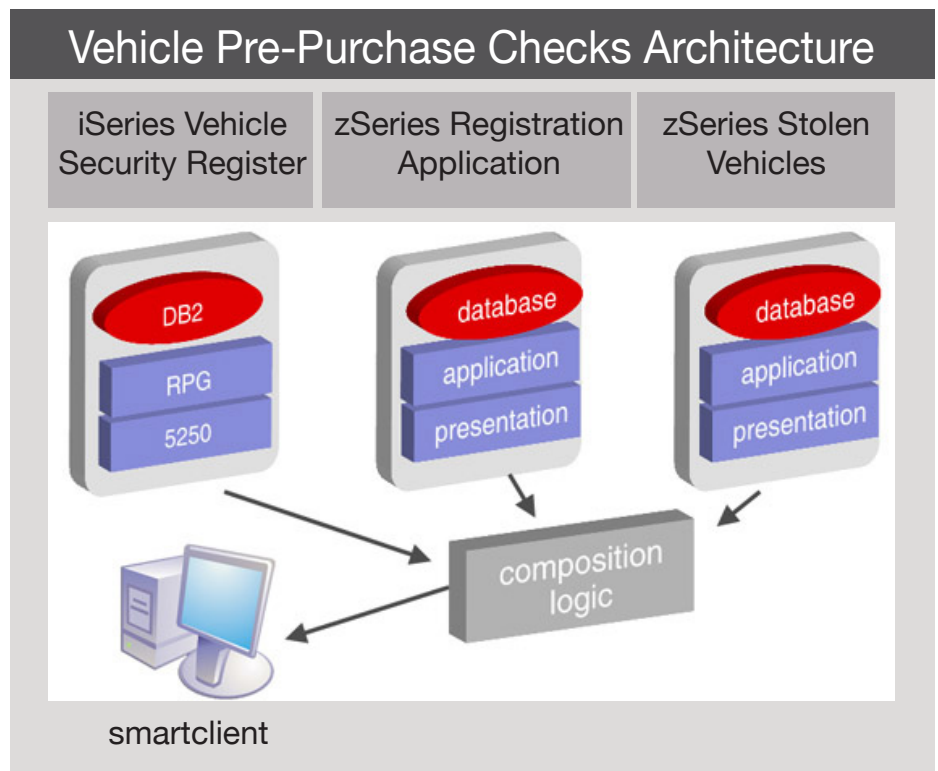 Vehicle Pre-Purchase Checks Architecture
iSeries Vehicle
Security Register
zSeries Registration
Application
zSeries Stolen
Vehicles
DB2
RPG
5250
database
application
presentation
database
application
presentation
composition
logic
smartclient